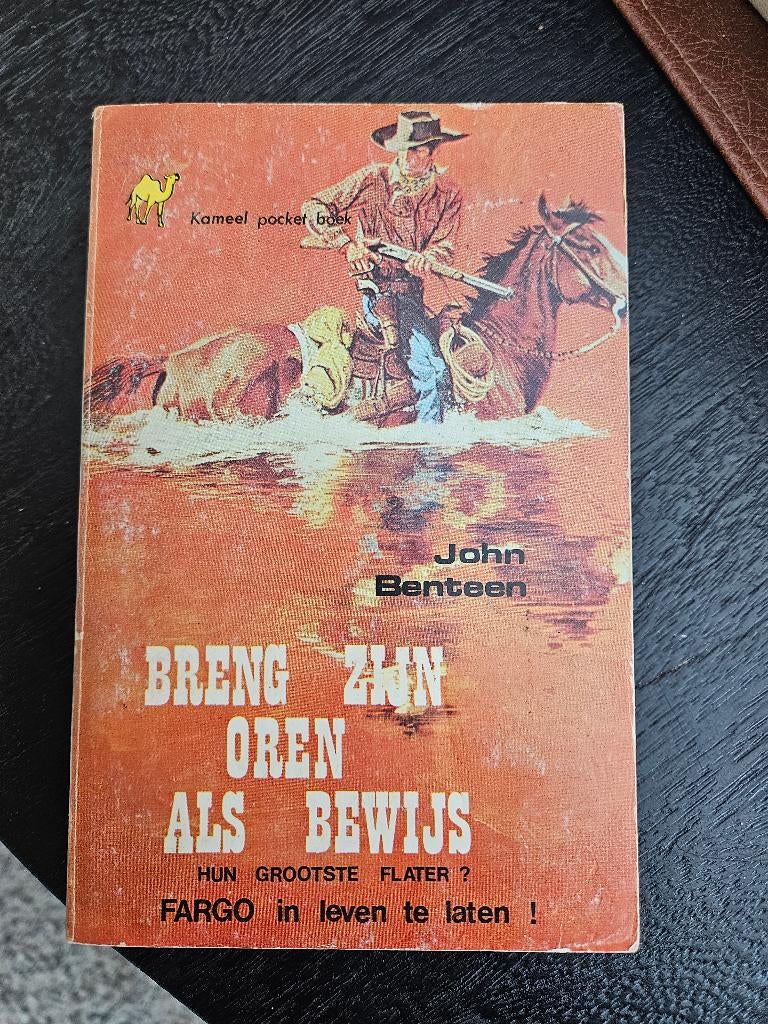 Kameel pocket boek
John
Benteen
BRENG ZIJN
OREN
ALS BEWIJS
HUN GROOTSTE FLATER ?
FARGO in leven te laten !